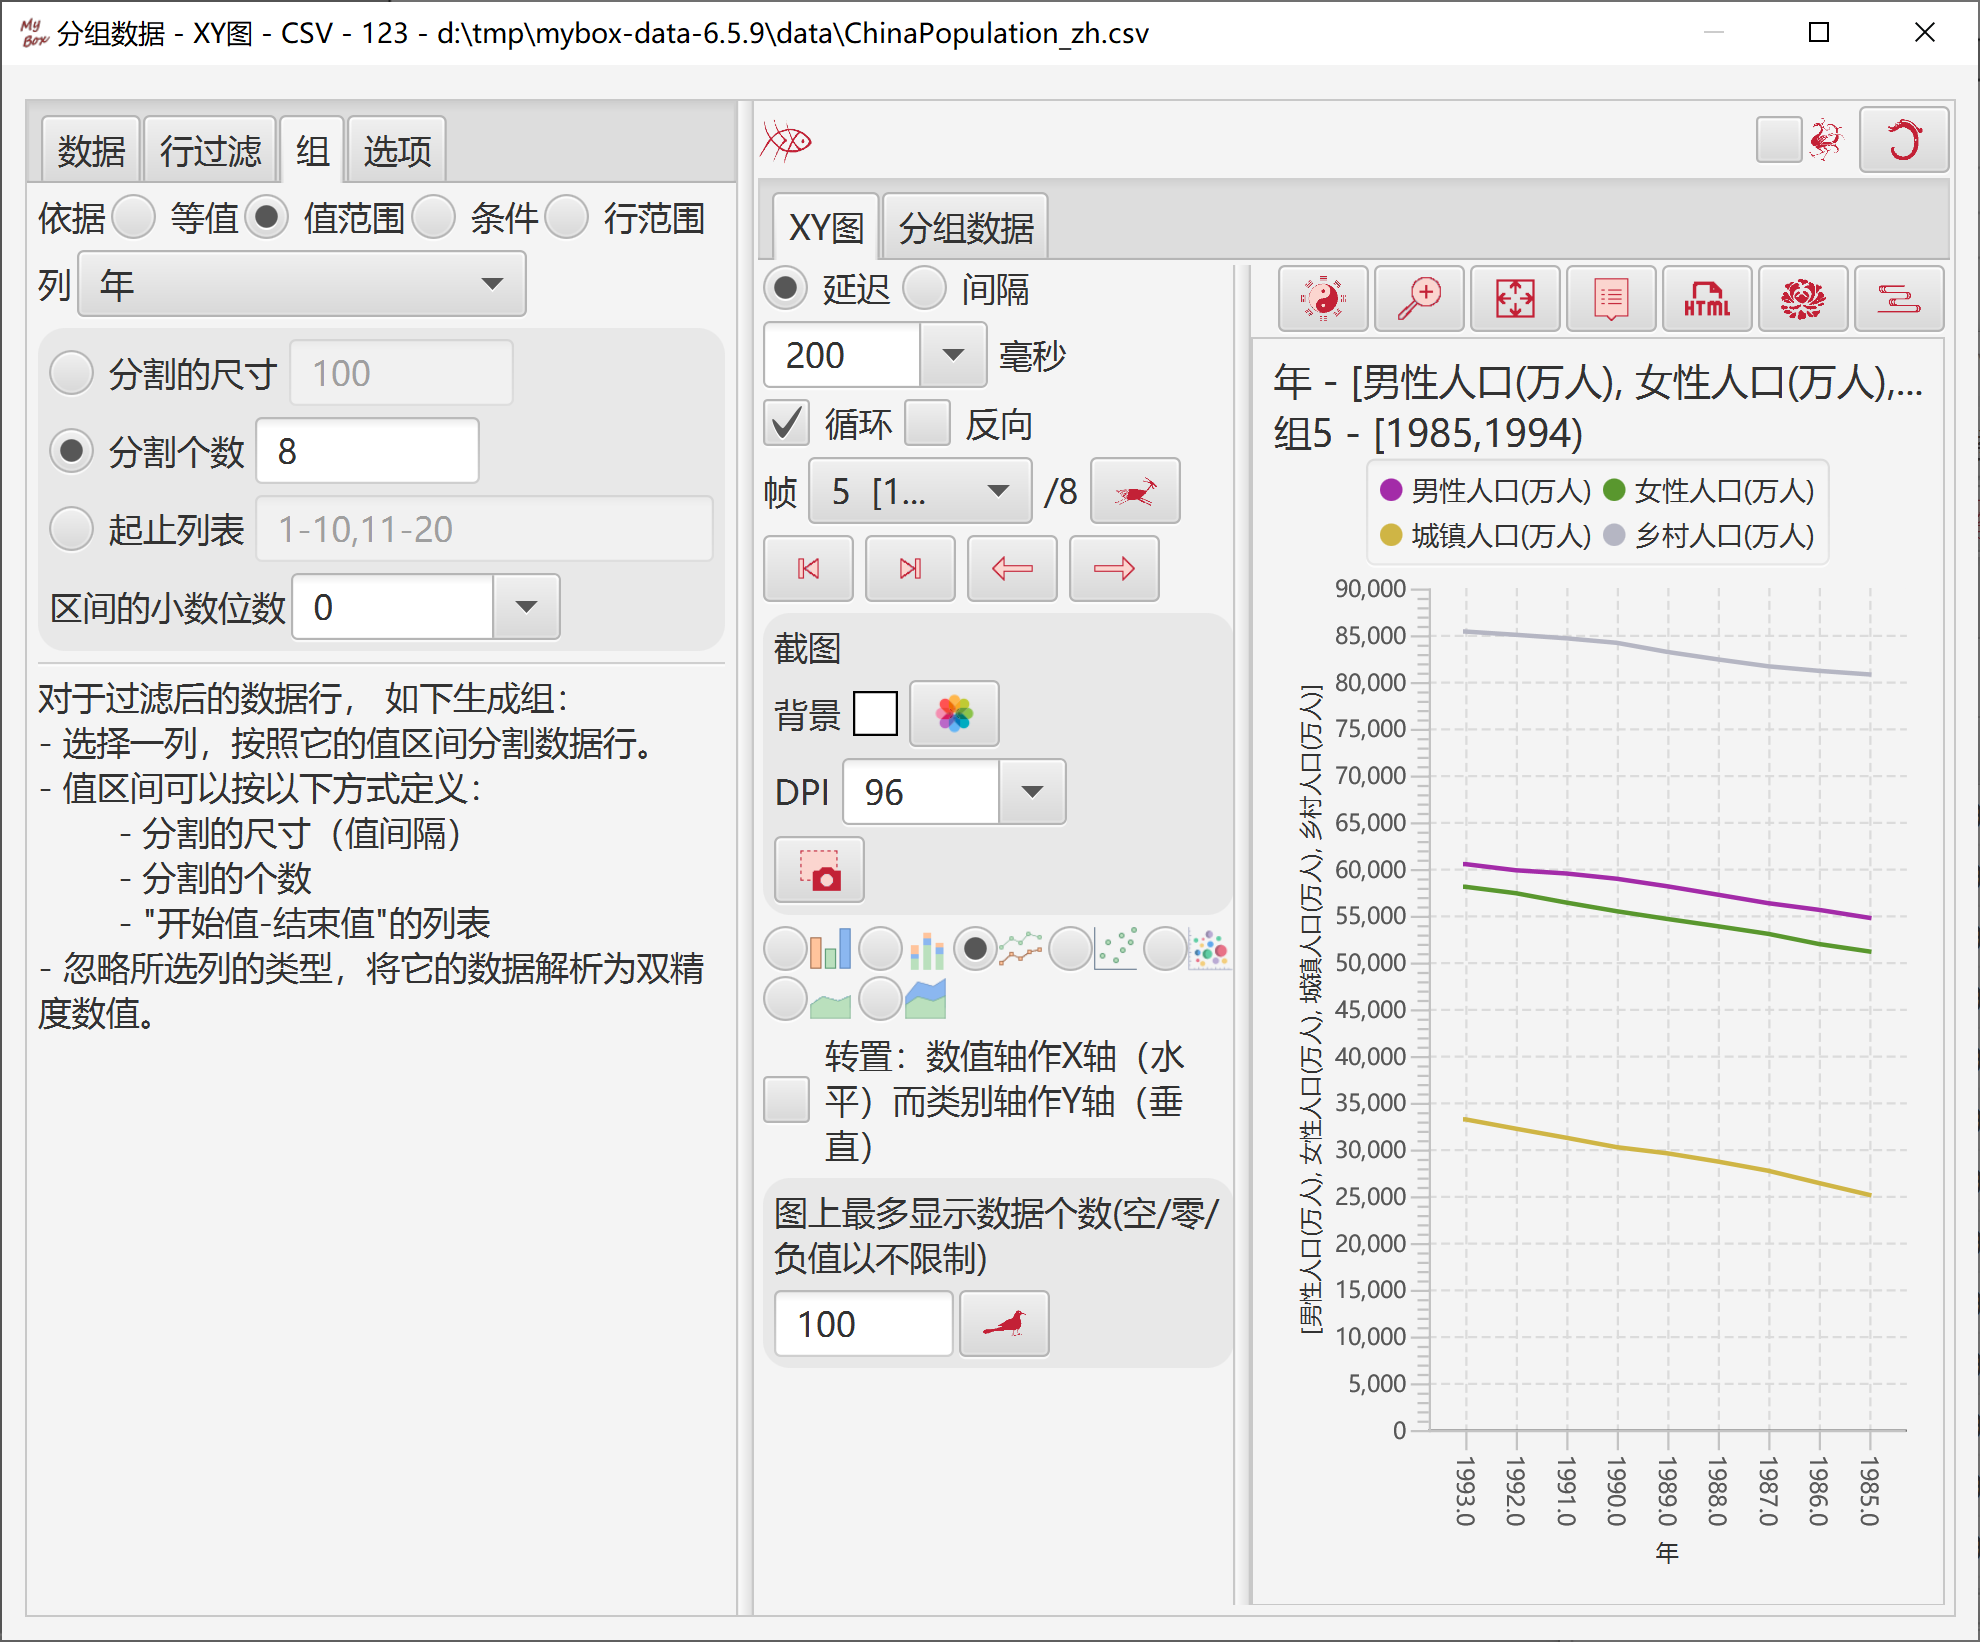 My Box 分组数据 - XY图 - CSV - 123 - d:\tmp\mybox-data-6.5.9\data\ChinaPopulation_zh.csv
数据 行过滤 组 选项
依据 等值 值范围 条件 行范围
列 年
分割的尺寸 100
分割个数 8
起止列表 1-10,11-20
区间的小数位数 0
对于过滤后的数据行， 如下生成组：
- 选择一列，按照它的值区间分割数据行。
- 值区间可以按以下方式定义：
- 分割的尺寸（值间隔）
- 分割的个数
- "开始值-结束值"的列表
- 忽略所选列的类型，将它的数据解析为双精
度数值。
XY图 分组数据
延迟 间隔
200 毫秒
循环 反向
帧 5 [1... /8
截图
背景
DPI 96
转置：数值轴作X轴（水
平）而类别轴作Y轴（垂
直）
图上最多显示数据个数(空/零/
负值以不限制)
100
HTML
年 - [男性人口(万人), 女性人口(万人),...
组5 - [1985,1994)
男性人口(万人) 女性人口(万人)
城镇人口(万人) 乡村人口(万人)
[男性人口(万人), 女性人口(万人), 城镇人口(万人), 乡村人口(万人)]
90,000
85,000
80,000
75,000
70,000
65,000
60,000
55,000
50,000
45,000
40,000
35,000
30,000
25,000
20,000
15,000
10,000
5,000
0
1993.0 1992.0 1991.0 1990.0 1989.0 1988.0 1987.0 1986.0 1985.0
年